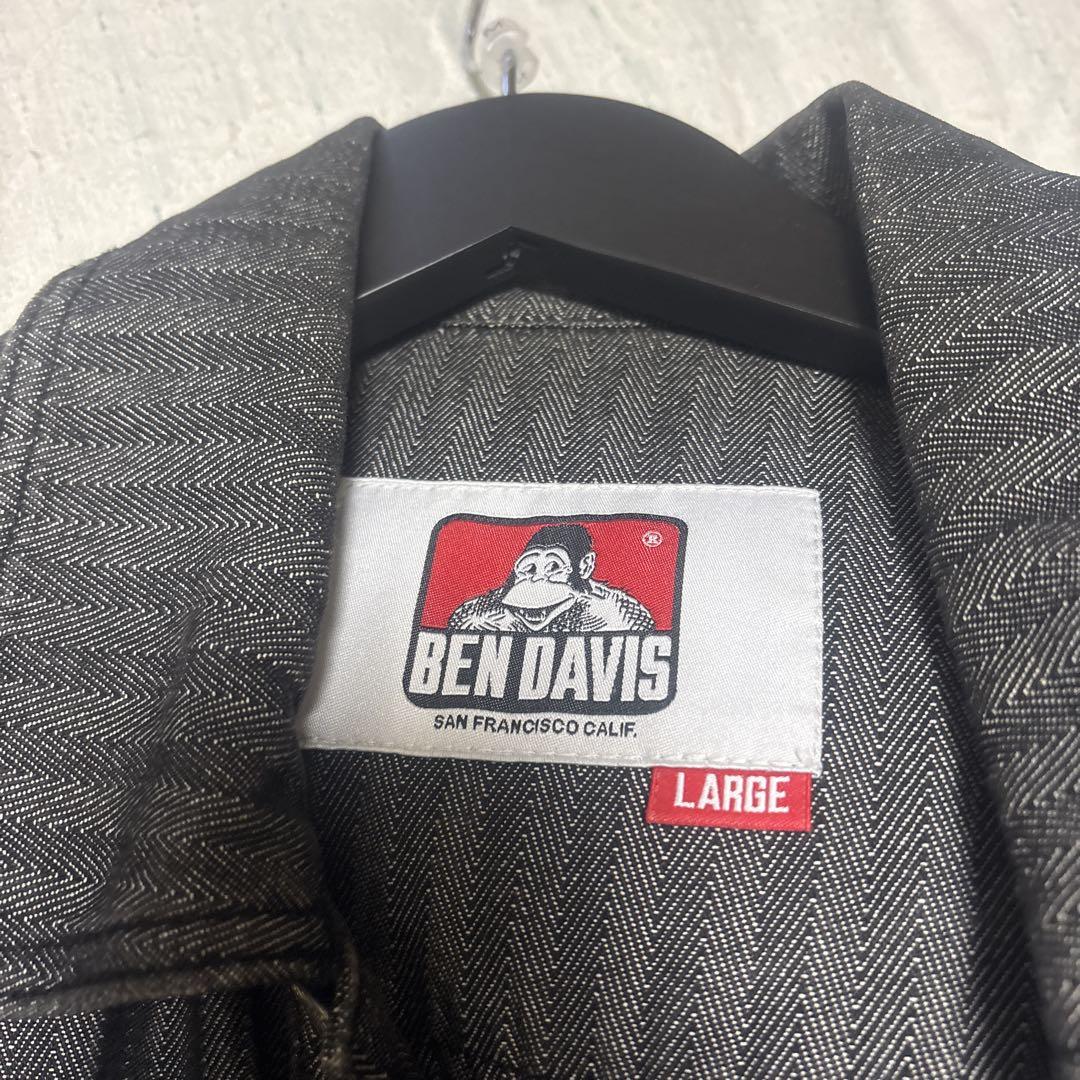 ®
BEN DAVIS
SAN FRANCISCO CALIF.
LARGE